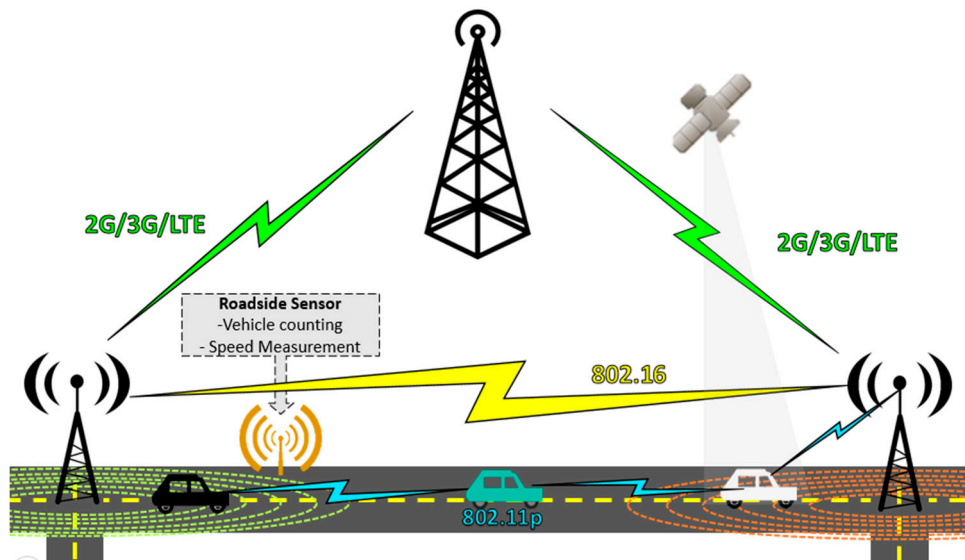 2G/3G/LTE
2G/3G/LTE
Roadside Sensor
-Vehicle counting
- Speed Measurement
802.16
802.11p